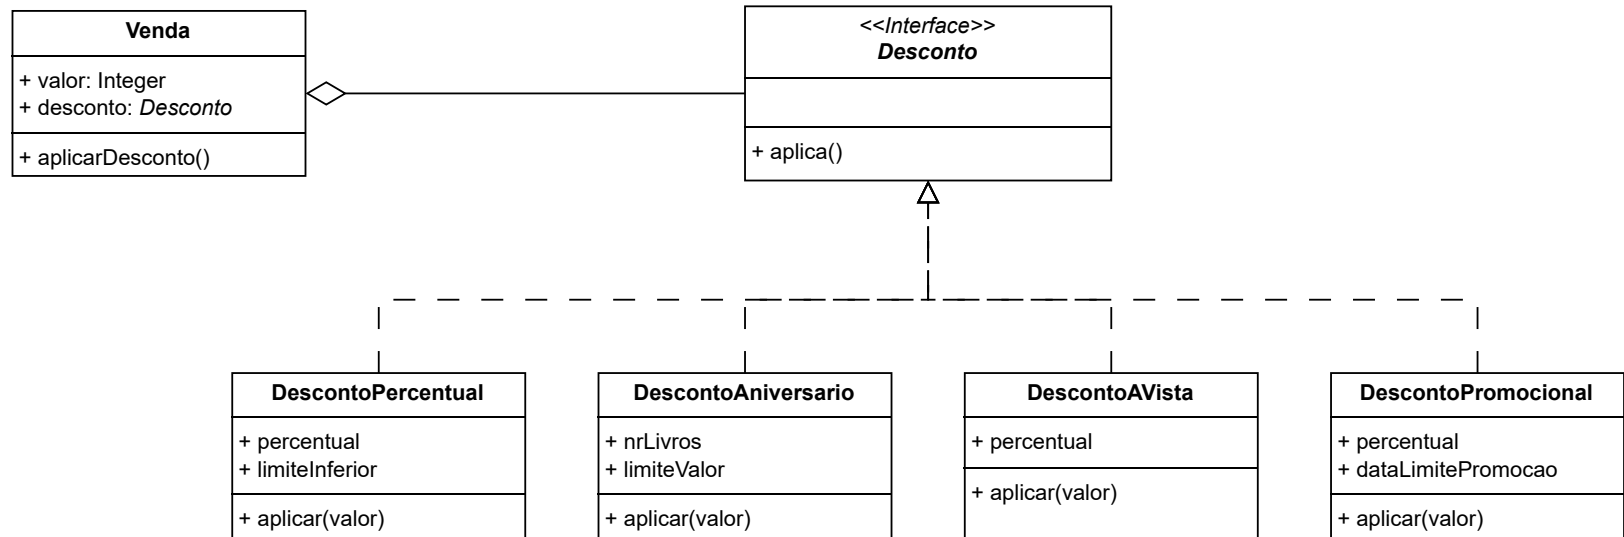 Venda
+ valor: Integer
+ desconto: Desconto
+ aplicarDesconto()
<<Interface>>
Desconto
+ aplica()
DescontoPercentual
+ percentual
+ limiteInferior
+ aplicar(valor)
DescontoAniversario
+ nrLivros
+ limiteValor
+ aplicar(valor)
DescontoAVista
+ percentual
+ aplicar(valor)
DescontoPromocional
+ percentual
+ dataLimitePromocao
+ aplicar(valor)